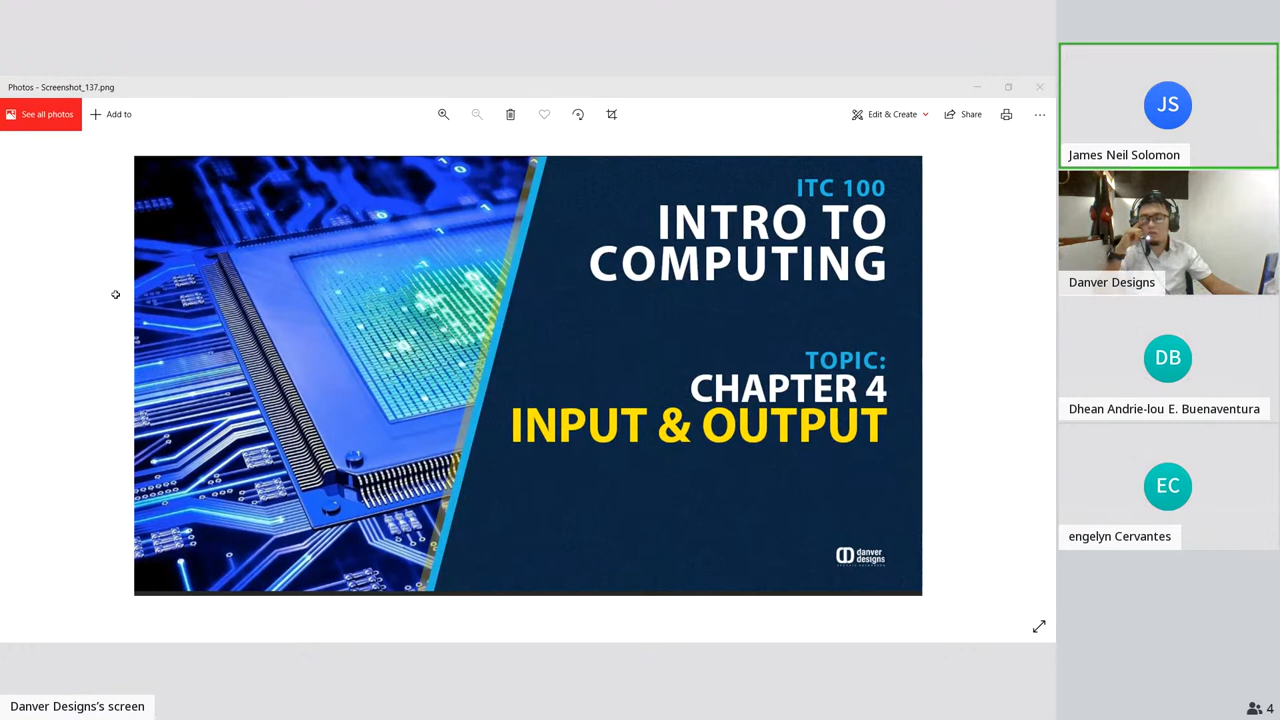 Photos - Screenshot_137.png
See all photos
Add to
Edit & Create
Share
ITC 100
INTRO TO
COMPUTING
TOPIC:
CHAPTER 4
INPUT & OUTPUT
danver
designs
Danver Designs's screen
JS
James Neil Solomon
Danver Designs
DB
Dhean Andrie-lou E. Buenaventura
EC
engelyn Cervantes
4